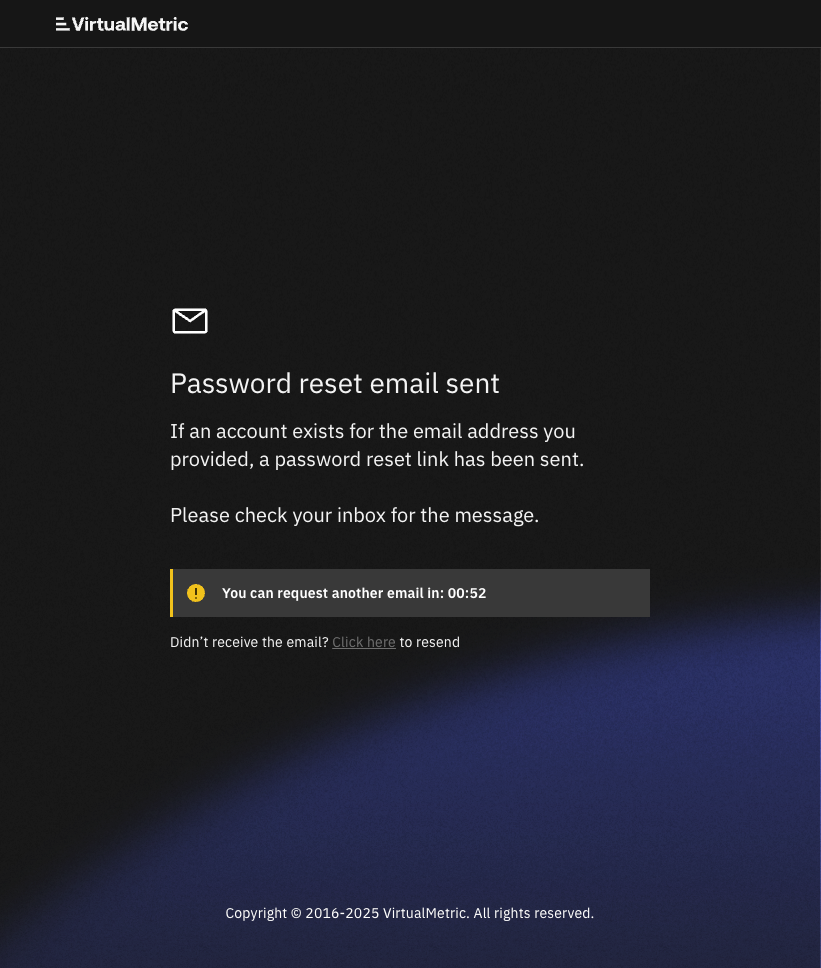 VirtualMetric
Password reset email sent
If an account exists for the email address you
provided, a password reset link has been sent.
Please check your inbox for the message.
You can request another email in: 00:52
Didn’t receive the email? Click here to resend
Copyright © 2016-2025 VirtualMetric. All rights reserved.